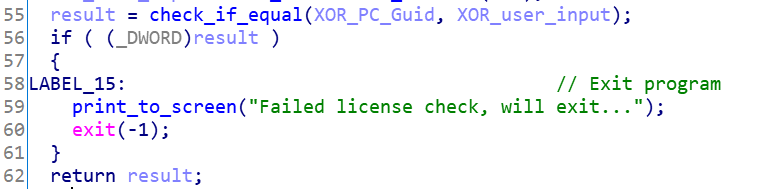 55 result = check_if_equal(XOR_PC_Guid, XOR_user_input);
56 if ( (_DWORD)result )
57 {
58 LABEL_15: // Exit program
59 print_to_screen("Failed license check, will exit...");
60 exit(-1);
61 }
62 return result;